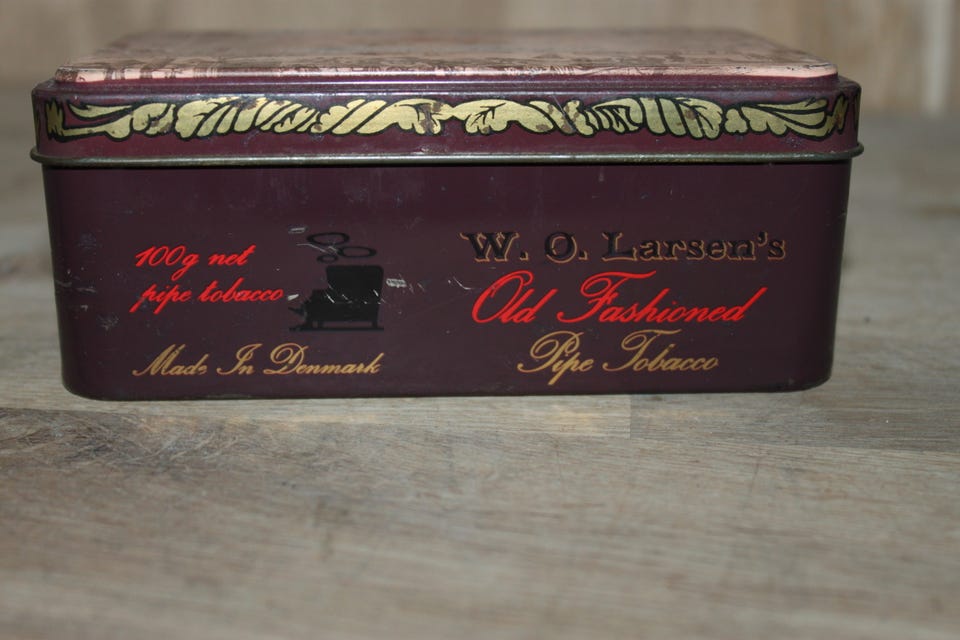 100g net
pipe tobacco
Made In Denmark
W. O. Larsen's
Old Fashioned
Pipe Tobacco